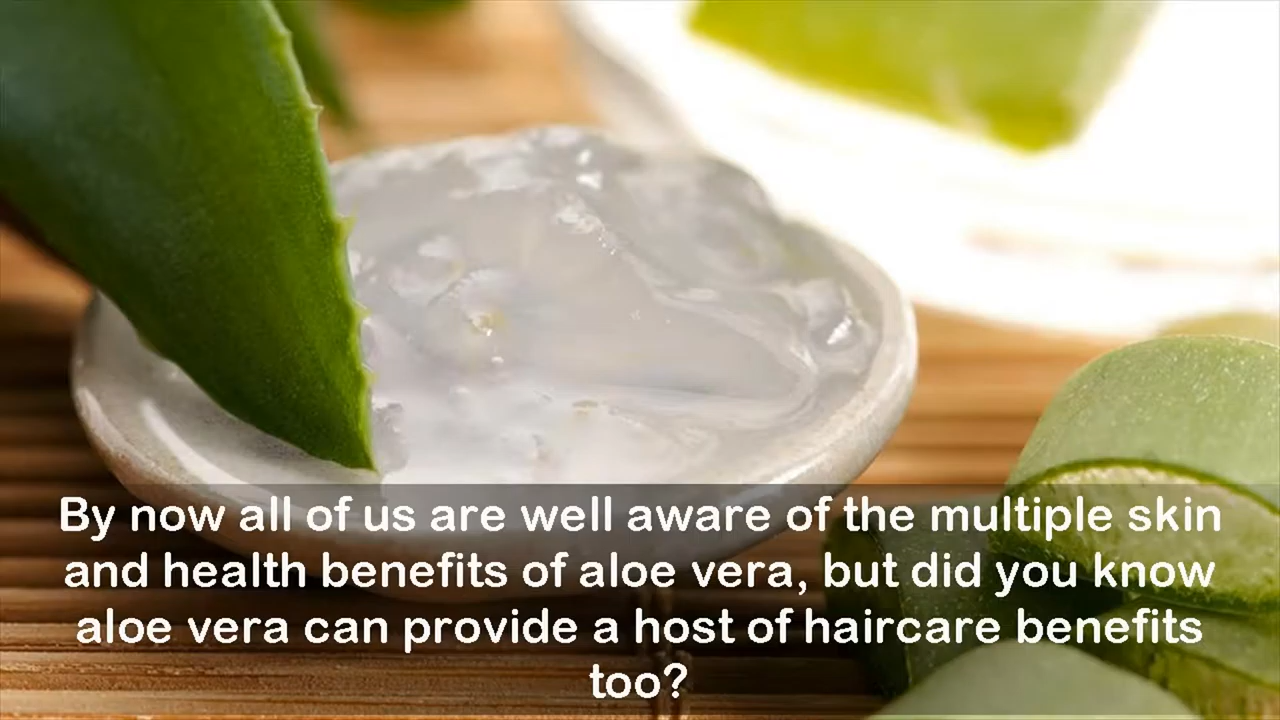 By now all of us are well aware of the multiple skin
and health benefits of aloe vera, but did you know
aloe vera can provide a host of haircare benefits
too?